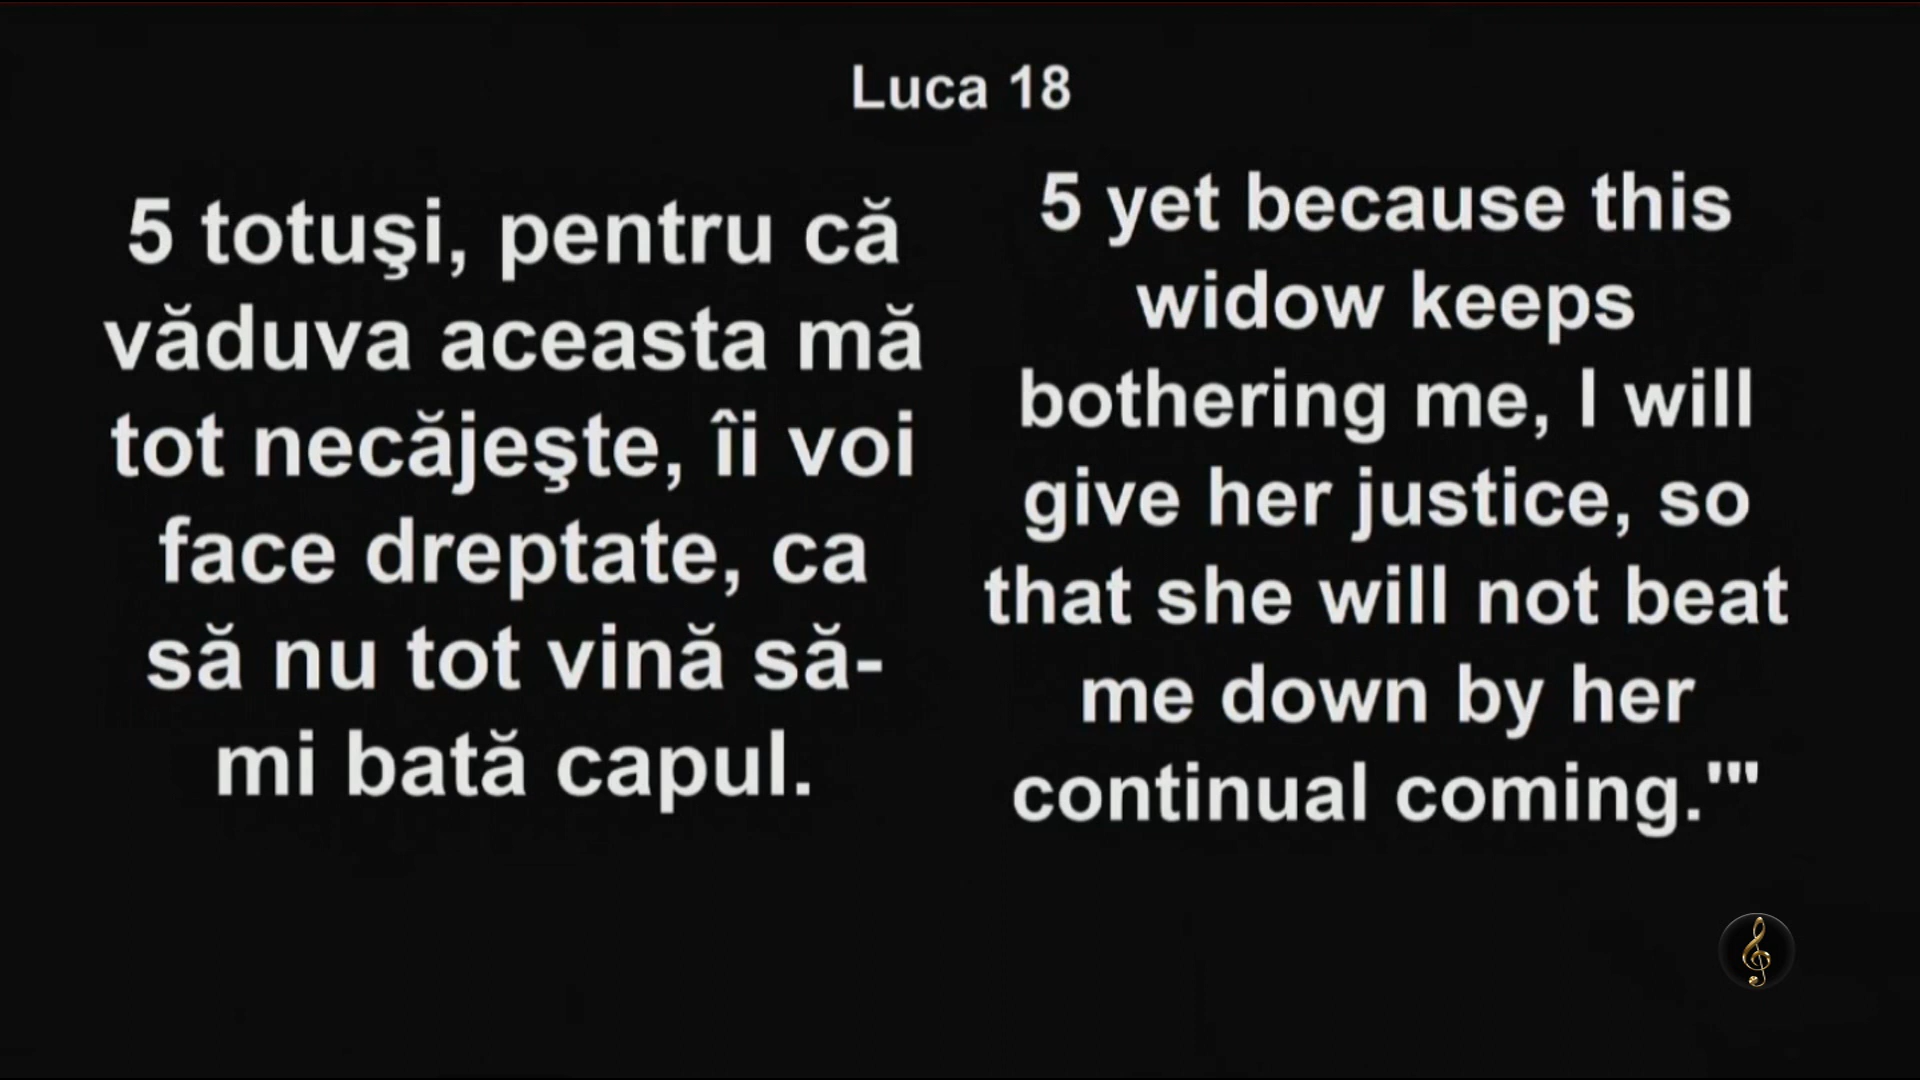 Luca 18
5 totuşi, pentru că
văduva aceasta mă
tot necăjeşte, îi voi
face dreptate, ca
să nu tot vină să-
mi bată capul.
5 yet because this
widow keeps
bothering me, I will
give her justice, so
that she will not beat
me down by her
continual coming.'"